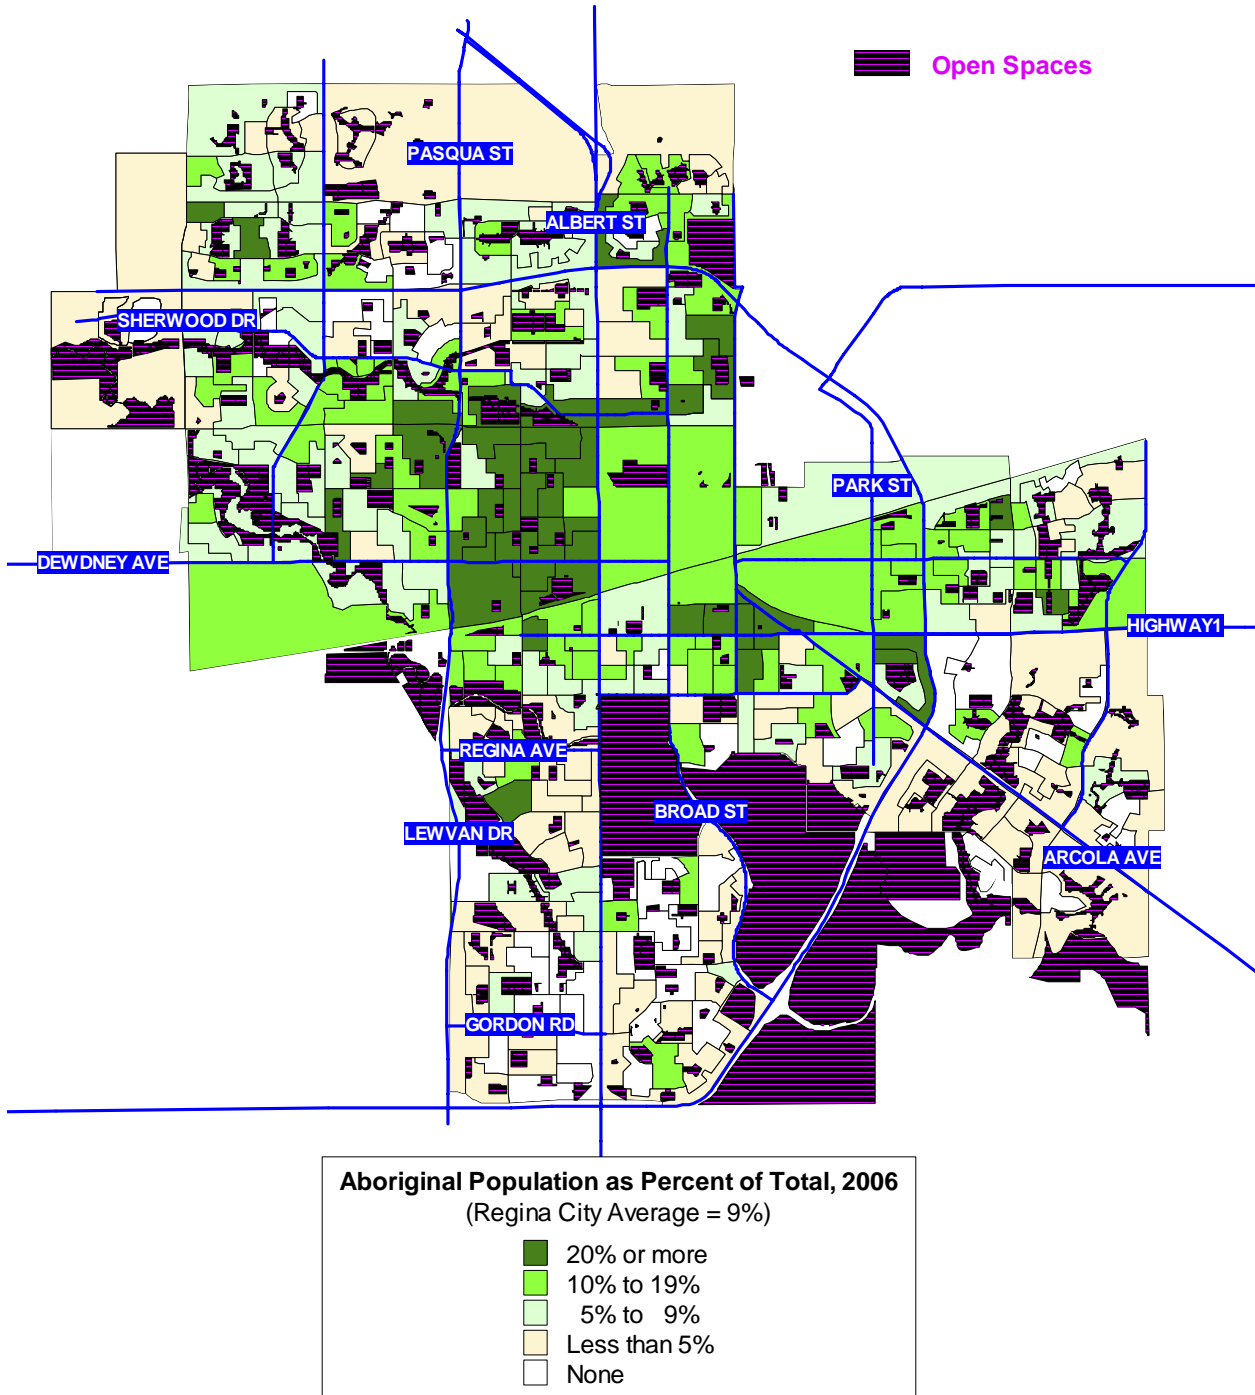 Open Spaces
PASQUA ST
ALBERT ST
SHERWOOD DR
PARK ST
DEWDNEY AVE
HIGHWAY1
REGINA AVE
BROAD ST
LEWVAN DR
ARCOLA AVE
GORDON RD
Aboriginal Population as Percent of Total, 2006
(Regina City Average = 9%)
20% or more
10% to 19%
5% to 9%
Less than 5%
None